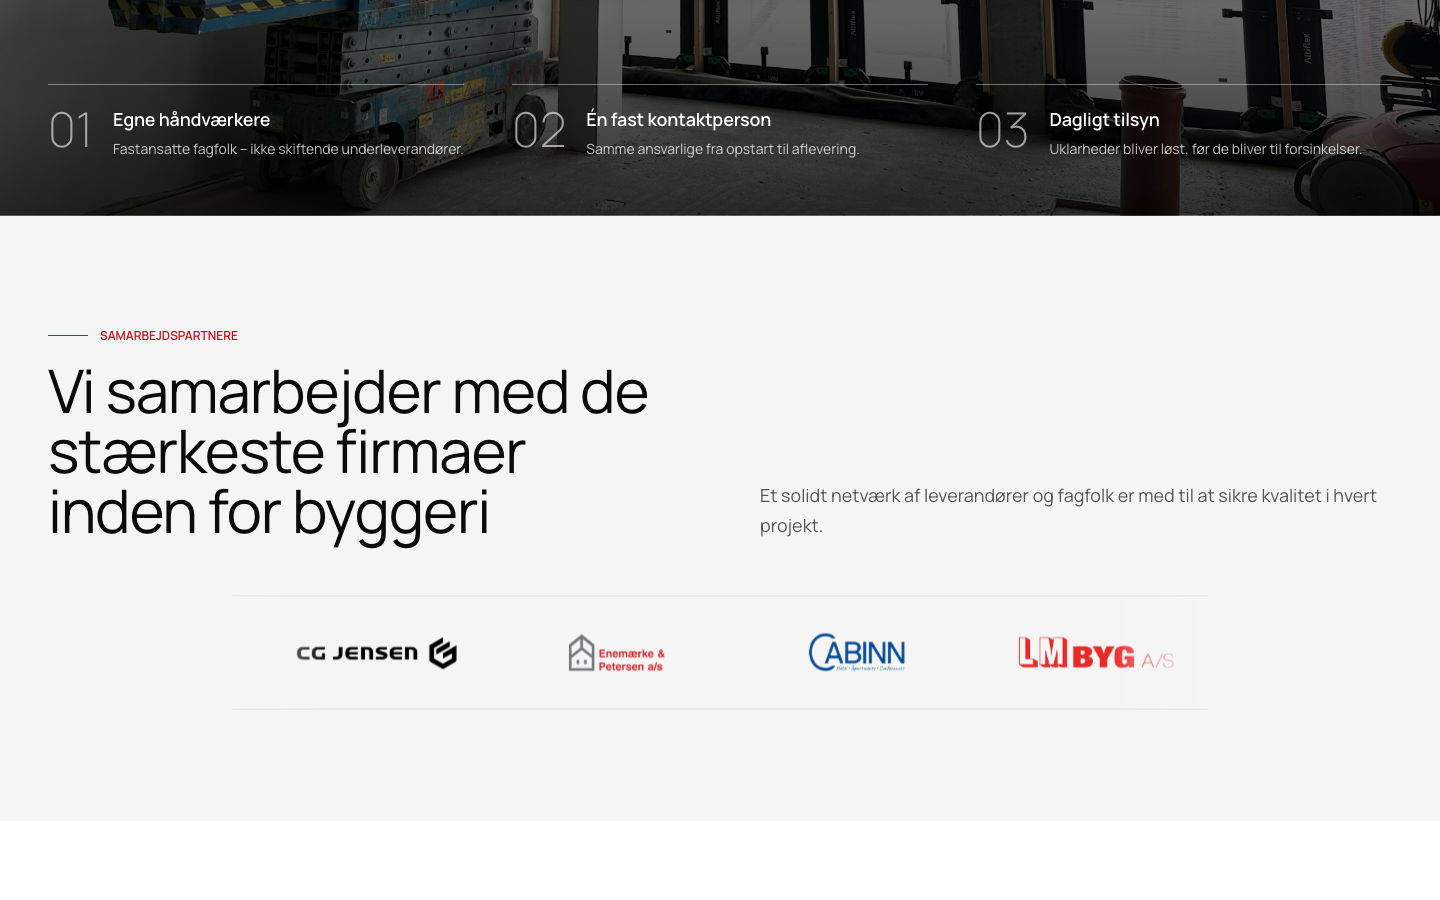 01
Egne håndværkere
Fastansatte fagfolk – ikke skiftende underleverandører.
02
Én fast kontaktperson
Samme ansvarlige fra opstart til aflevering.
03
Dagligt tilsyn
Uklarheder bliver løst, før de bliver til forsinkelser.
SAMARBEJDSPARTNERE
Vi samarbejder med de
stærkeste firmaer
inden for byggeri
Et solidt netværk af leverandører og fagfolk er med til at sikre kvalitet i hvert
projekt.
CG JENSEN
Enemærke &
Petersen a/s
CABINN
LM BYG A/S